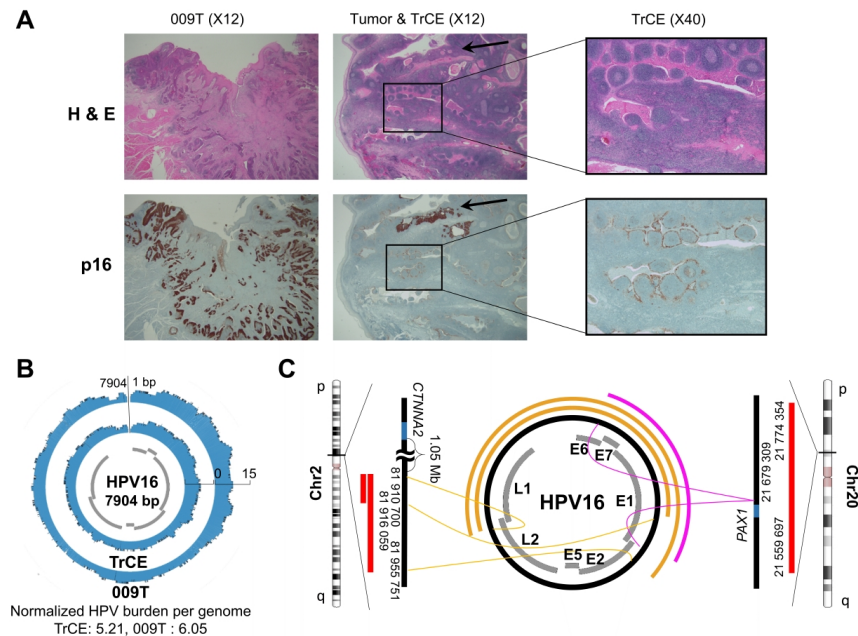 A
009T (X12)
Tumor & TrCE (X12)
TrCE (X40)
H & E
p16
B
7904
1 bp
HPV16
7904 bp
0
15
TrCE
009T
Normalized HPV burden per genome
TrCE: 5.21, 009T : 6.05
C
p
Chr2
q
CTNNA2
1.05 Mb
81 910 700
81 916 059
81 955 751
E6
E7
L1
HPV16
E1
L2
E5
E2
PAX1
21 679 309
21 774 354
21 559 697
p
Chr20
q